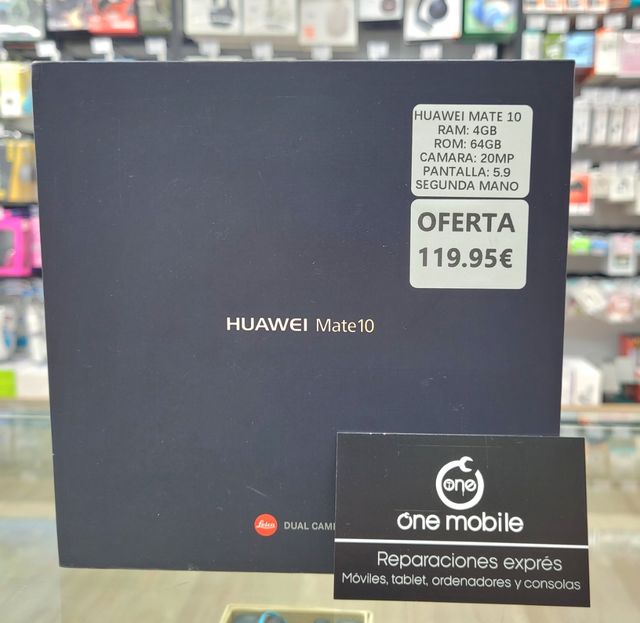 HUAWEI MATE 10
RAM: 4GB
ROM: 64GB
CAMARA: 20MP
PANTALLA: 5.9
SEGUNDA MANO
OFERTA
119.95€
HUAWEI Mate10
Leica DUAL CAM
one
one mobile
Reparaciones exprés
Móviles, tablet, ordenadores y consolas